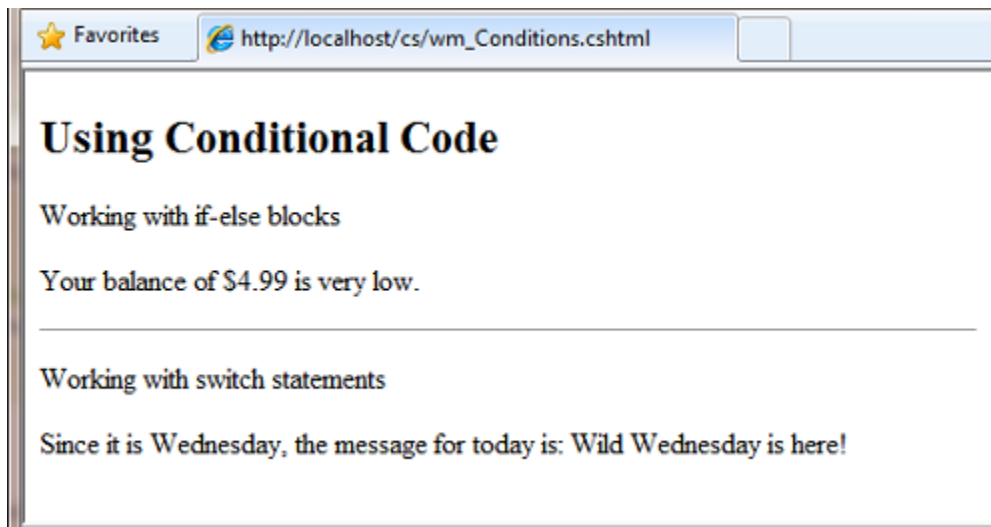 Favorites
http://localhost/cs/wm_Conditions.cshtml
Using Conditional Code
Working with if-else blocks
Your balance of $4.99 is very low.
Working with switch statements
Since it is Wednesday, the message for today is: Wild Wednesday is here!